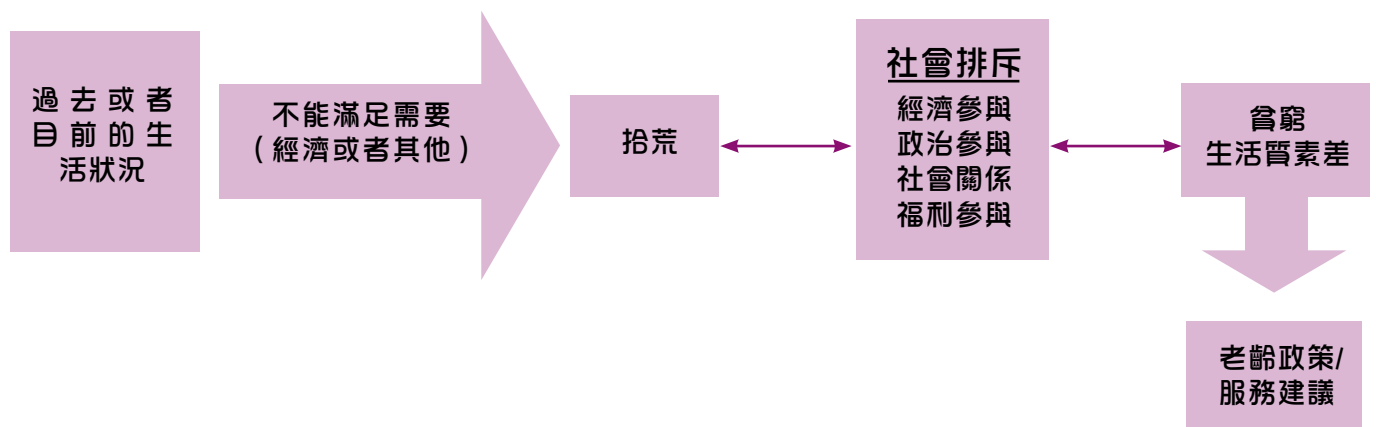 過去或者
目前的生
活狀況
不能滿足需要
（經濟或者其他）
拾荒
社會排斥
經濟參與
政治參與
社會關係
福利參與
貧窮
生活質素差
老齡政策/
服務建議